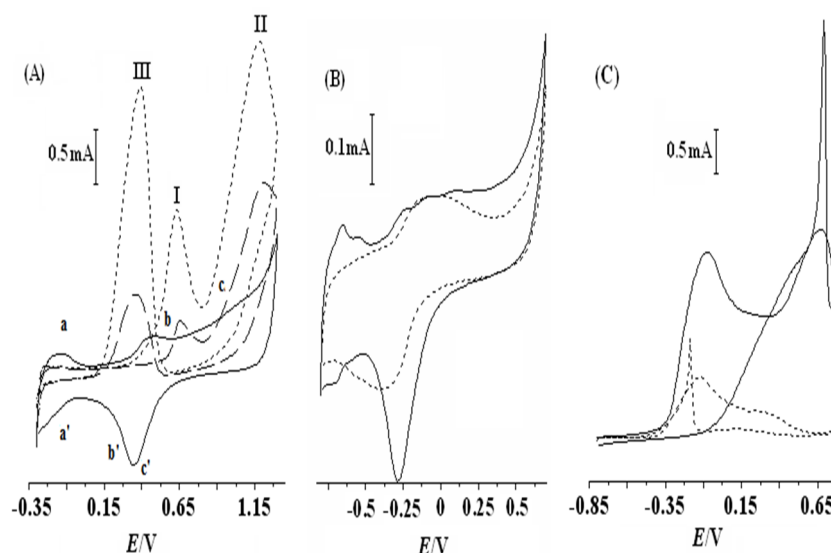 (A)
III
I
II
0.5mA
a
b
c
a'
b'
c'
-0.35 0.15 0.65 1.15
E/V
(B)
0.1mA
-0.5 -0.25 0 0.25 0.5
E/V
(C)
0.5mA
-0.85 -0.35 0.15 0.65
E/V